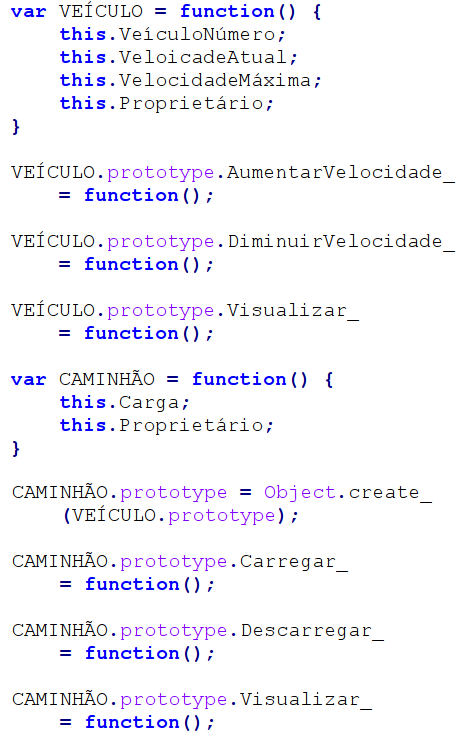 var VEÍCULO = function() {
this.VeículoNúmero;
this.VeloicadeAtual;
this.VelocidadeMáxima;
this.Proprietário;
}
VEÍCULO.prototype.AumentarVelocidade_
= function();
VEÍCULO.prototype.DiminuirVelocidade_
= function();
VEÍCULO.prototype.Visualizar_
= function();
var CAMINHÃO = function() {
this.Carga;
this.Proprietário;
}
CAMINHÃO.prototype = Object.create_
(VEÍCULO.prototype);
CAMINHÃO.prototype.Carregar_
= function();
CAMINHÃO.prototype.Descarregar_
= function();
CAMINHÃO.prototype.Visualizar_
= function();